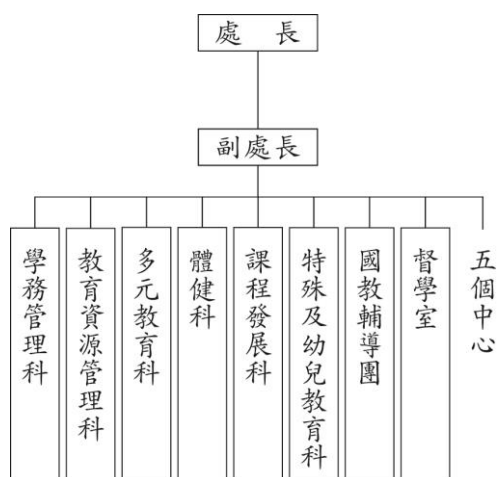 處 長
副處長
學務管理科
教育資源管理科
多元教育科
體健科
課程發展科
特殊及幼兒教育科
國教輔導團
督學室
五個中心